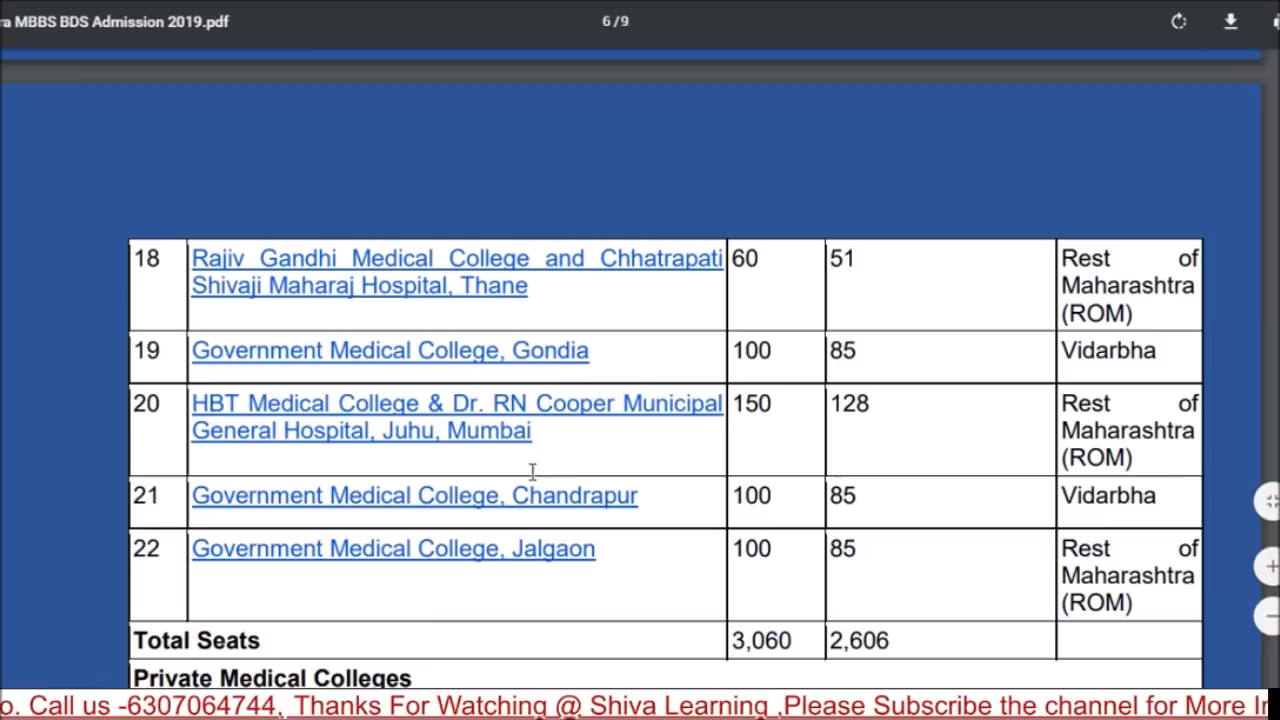 ra MBBS BDS Admission 2019.pdf 6 / 9
18 Rajiv Gandhi Medical College and Chhatrapati 60 51 Rest of
Shivaji Maharaj Hospital, Thane Maharashtra
(ROM)
19 Government Medical College, Gondia 100 85 Vidarbha
20 HBT Medical College & Dr. RN Cooper Municipal 150 128 Rest of
General Hospital, Juhu, Mumbai Maharashtra
(ROM)
21 Government Medical College, Chandrapur 100 85 Vidarbha
22 Government Medical College, Jalgaon 100 85 Rest of
Maharashtra
(ROM)
Total Seats 3,060 2,606
Private Medical Colleges
o. Call us -6307064744, Thanks For Watching @ Shiva Learning ,Please Subscribe the channel for More In